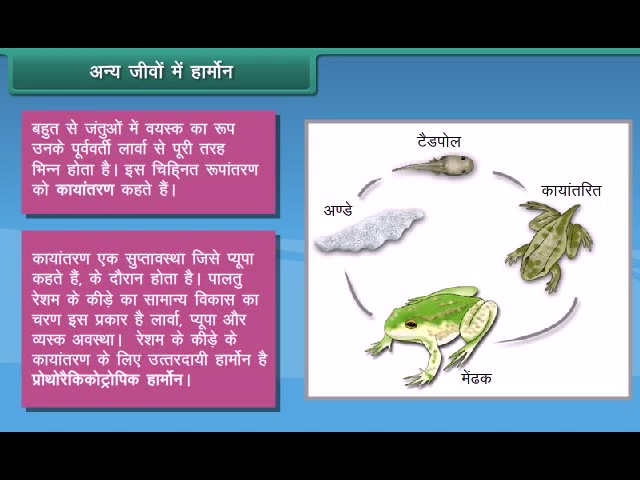 अन्य जीवों में हार्मोन
बहुत से जंतुओं में वयस्क का रूप
उनके पूर्ववर्ती लार्वा से पूरी तरह
भिन्न होता है। इस चिह्नित रूपांतरण
को कायांतरण कहते हैं।
कायांतरण एक सुप्तावस्था जिसे प्यूपा
कहते हैं, के दौरान होता है। पालतु
रेशम के कीड़े का सामान्य विकास का
चरण इस प्रकार है लार्वा, प्यूपा और
व्यस्क अवस्था। रेशम के कीड़े के
कायांतरण के लिए उत्तरदायी हार्मोन है
प्रोथोरैकिकोट्रोपिक हार्मोन।
टैडपोल
कायांतरित
अण्डे
मेंढक